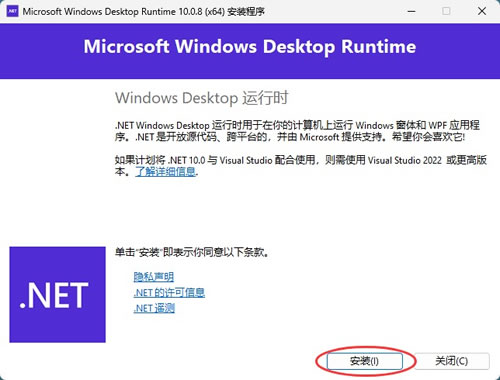 Microsoft Windows Desktop Runtime 10.0.8 (x64) 安装程序
Microsoft Windows Desktop Runtime
Windows Desktop 运行时
.NET Windows Desktop 运行时用于在你的计算机上运行 Windows 窗体和 WPF 应用程
序。.NET 是开放源代码、跨平台的，并由 Microsoft 提供支持。希望你会喜欢它!
如果计划将 .NET 10.0 与 Visual Studio 配合使用，则需使用 Visual Studio 2022 或更高版
本。了解详细信息.
单击“安装”即表示你同意以下条款。
隐私声明
.NET 的许可信息
.NET 遥测
.NET
安装(I)
关闭(C)